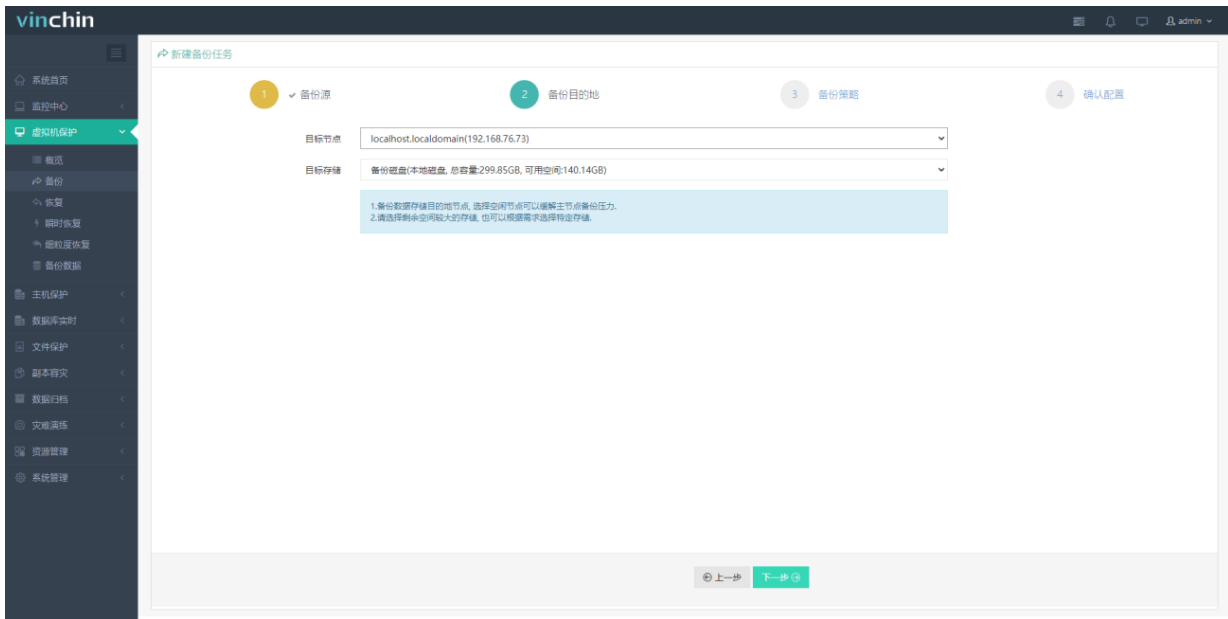 vinchin
admin
新建备份任务
系统首页
监控中心
虚拟机保护
概览
备份
恢复
瞬时恢复
细粒度恢复
备份数据
主机保护
数据库实时
文件保护
副本容灾
数据归档
灾难演练
资源管理
系统管理
1 备份源
2 备份目的地
3 备份策略
4 确认配置
目标节点 localhost.localdomain(192.168.76.73)
目标存储 备份磁盘(本地磁盘, 总容量:299.85GB, 可用空间:140.14GB)
1.备份数据存储目的地节点, 选择空闲节点可以缓解主节点备份压力.
2.请选择剩余空间较大的存储, 也可以根据需求选择特定存储.
上一步 下一步